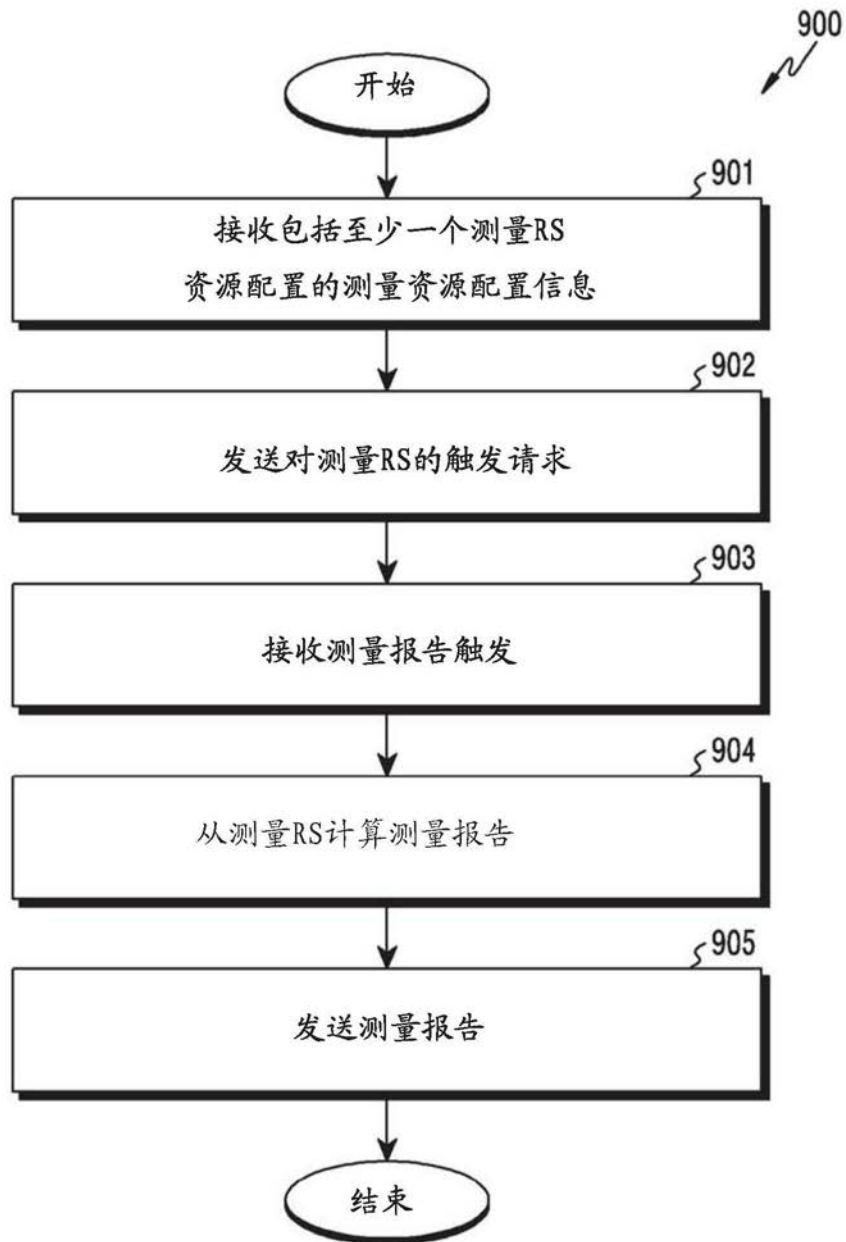 900
开始
901
接收包括至少一个测量RS
资源配置的测量资源配置信息
902
发送对测量RS的触发请求
903
接收测量报告触发
904
从测量RS计算测量报告
905
发送测量报告
结束